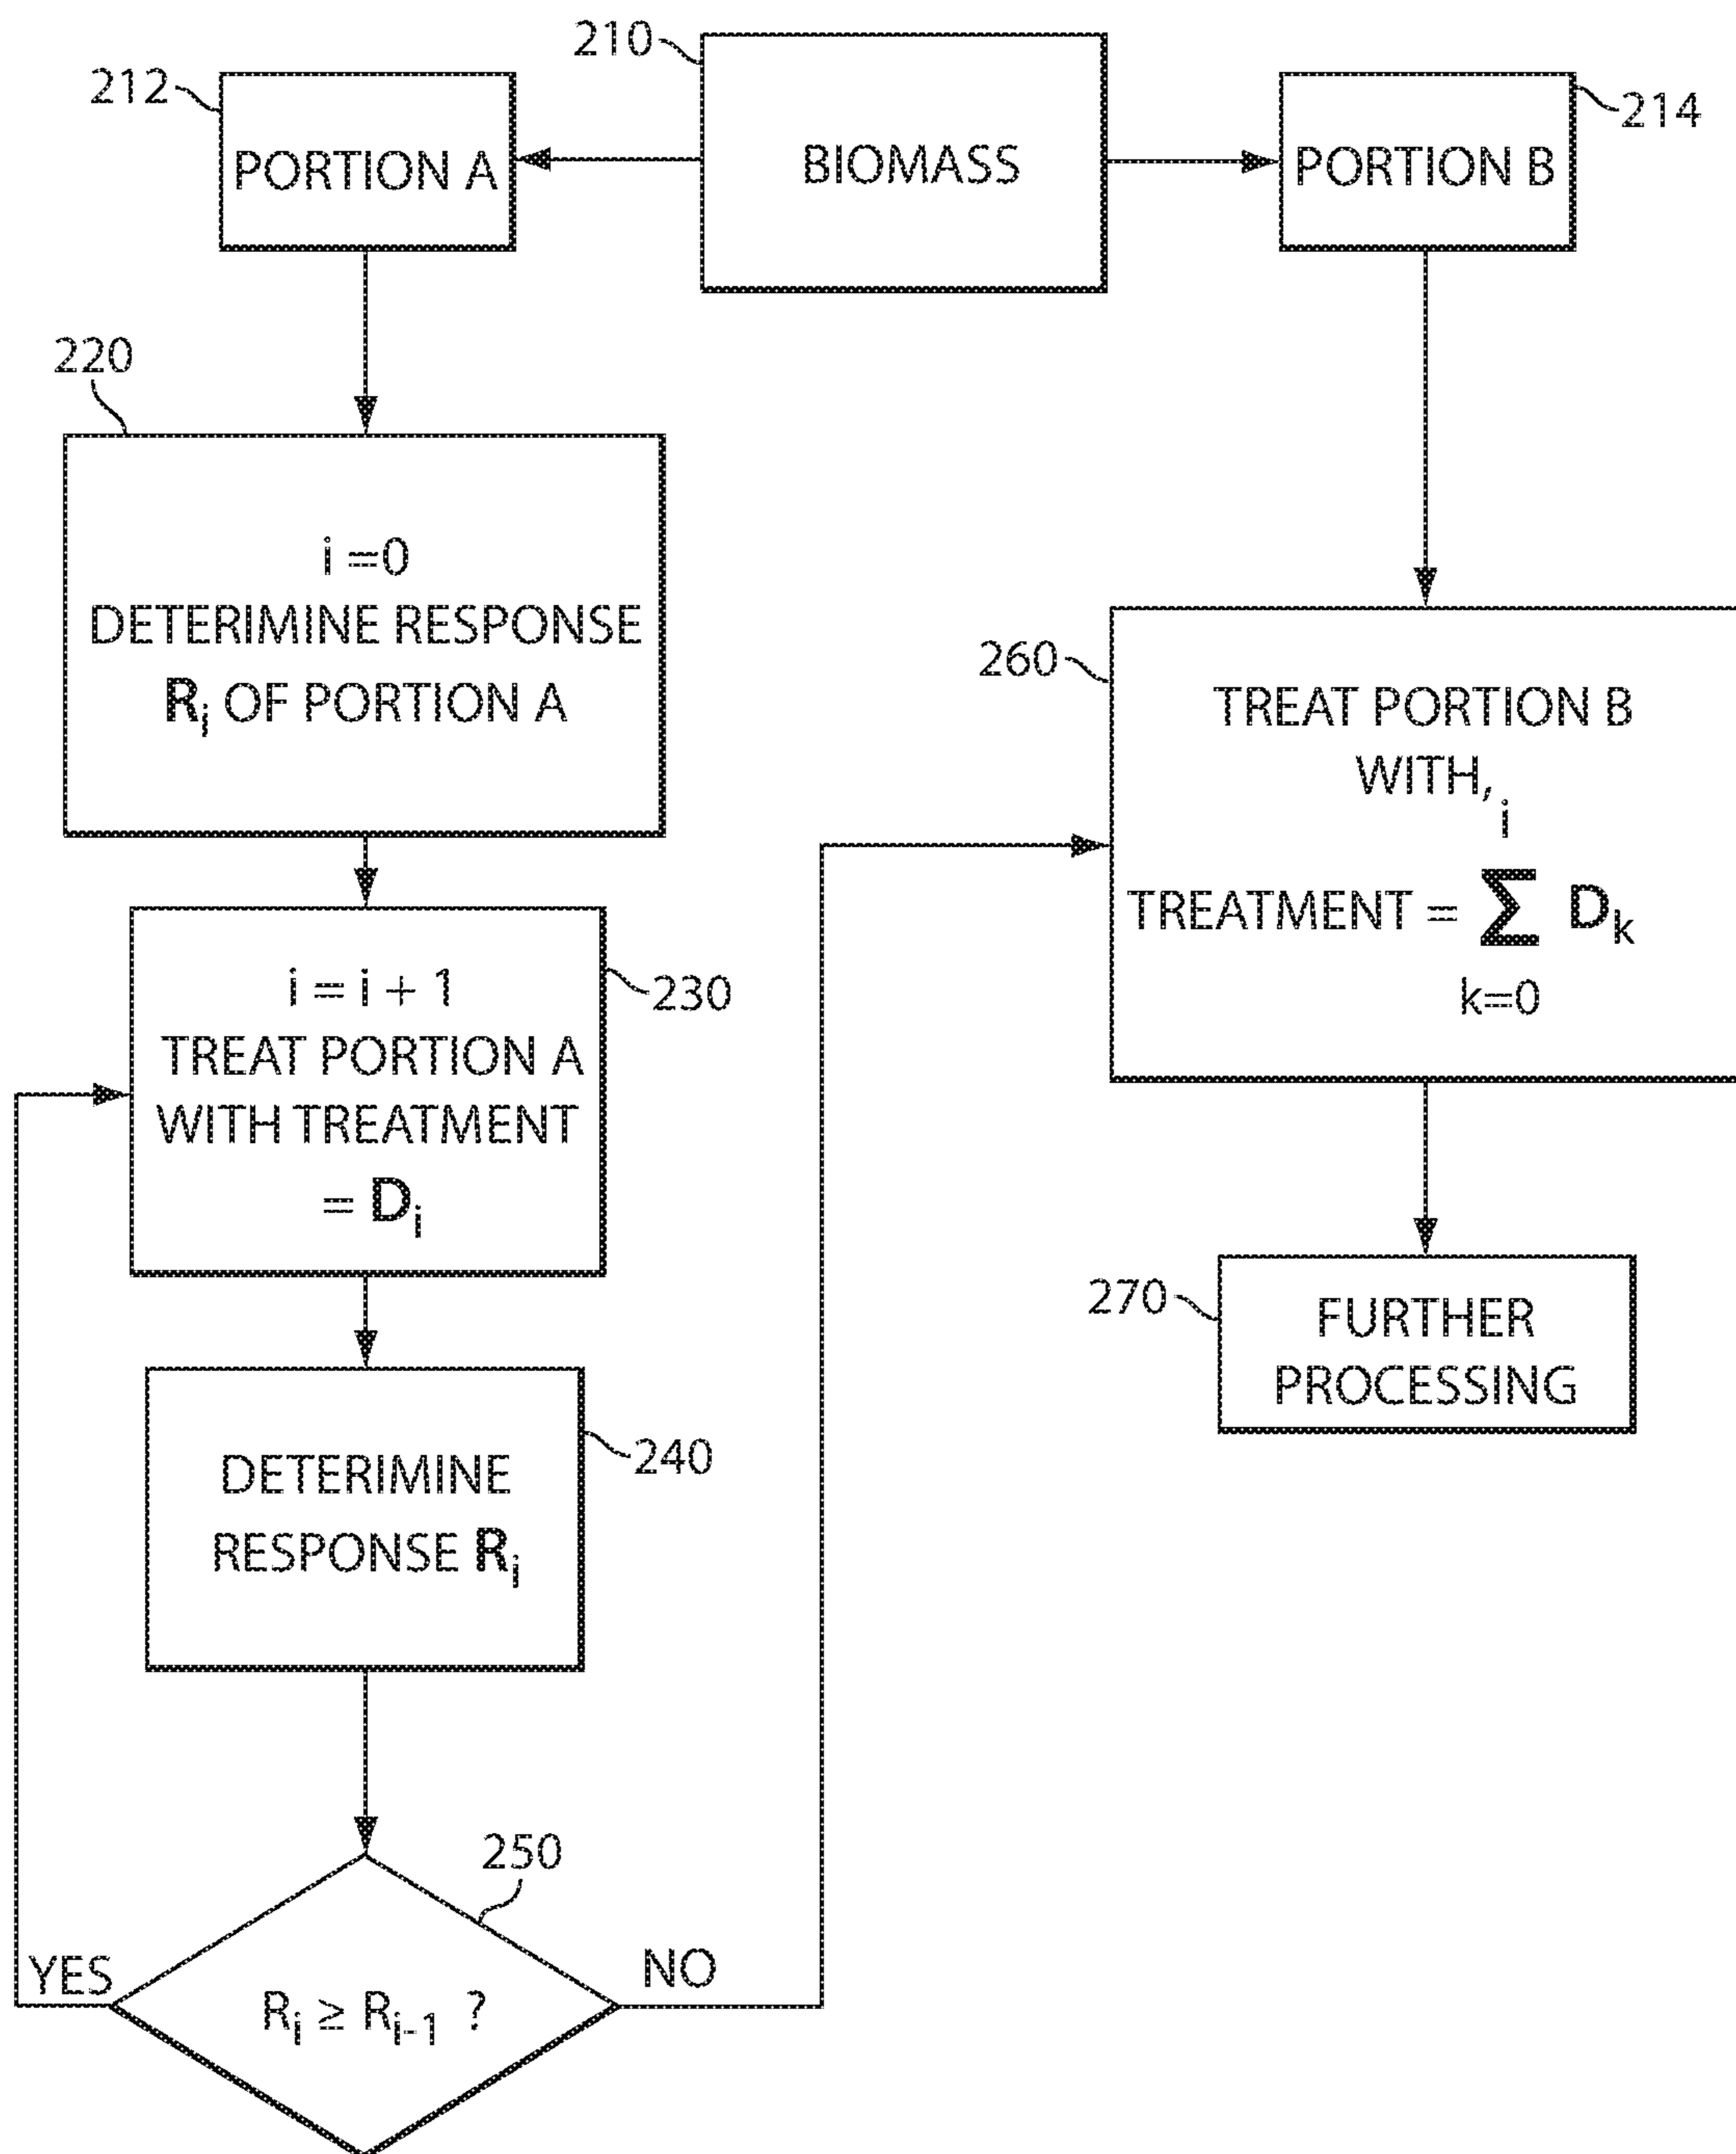 210
212
214
PORTION A
BIOMASS
PORTION B
220
i =0
DETERIMINE RESPONSE
Ri OF PORTION A
260
TREAT PORTION B
WITH,
i
TREATMENT = ∑ Dk
k=0
230
i = i + 1
TREAT PORTION A
WITH TREATMENT
= Di
270
FURTHER
PROCESSING
240
DETERIMINE
RESPONSE Ri
250
YES
NO
Ri ≥ Ri-1 ?